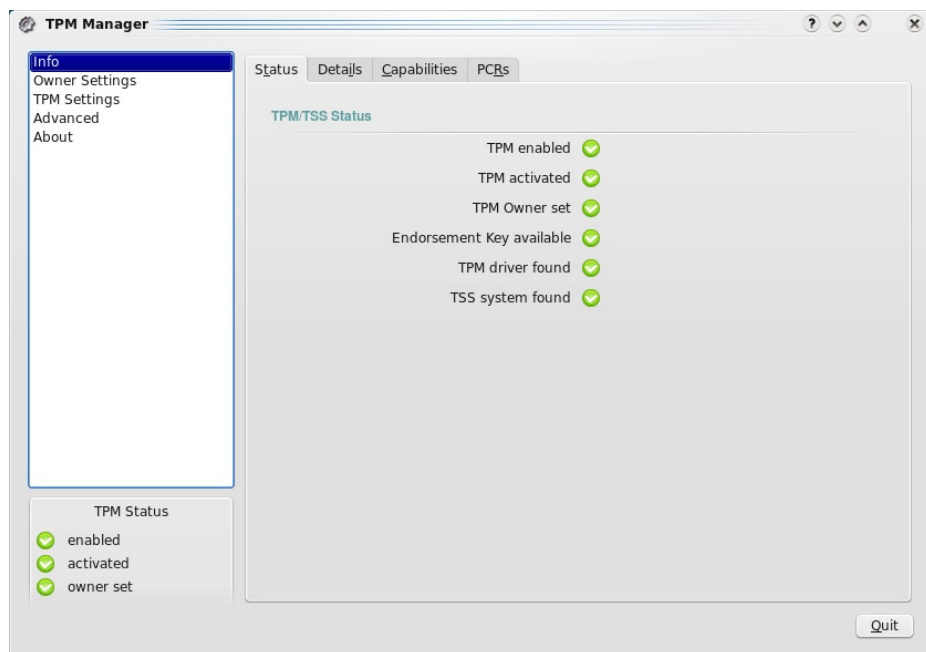 TPM Manager
Info
Owner Settings
TPM Settings
Advanced
About
Status Details Capabilities PCRs
TPM/TSS Status
TPM enabled
TPM activated
TPM Owner set
Endorsement Key available
TPM driver found
TSS system found
TPM Status
enabled
activated
owner set
Quit